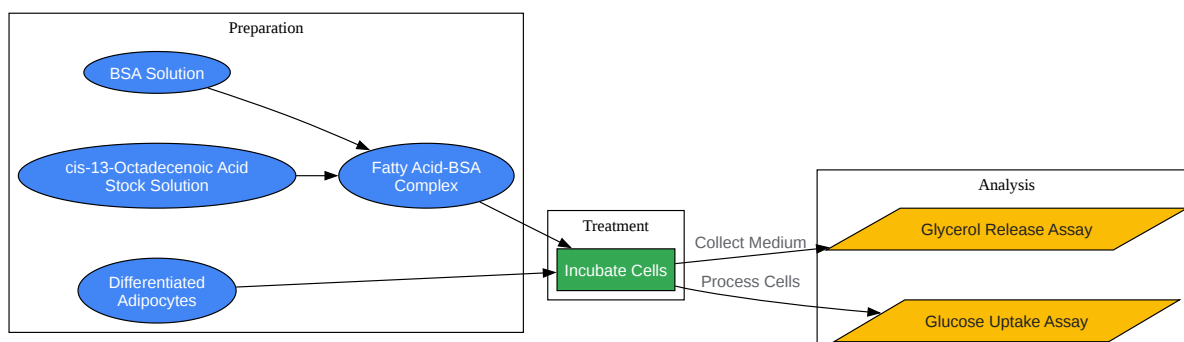 Preparation
BSA Solution
cis-13-Octadecenoic Acid
Stock Solution
Fatty Acid-BSA
Complex
Differentiated
Adipocytes
Treatment
Incubate Cells
Collect Medium
Process Cells
Analysis
Glycerol Release Assay
Glucose Uptake Assay